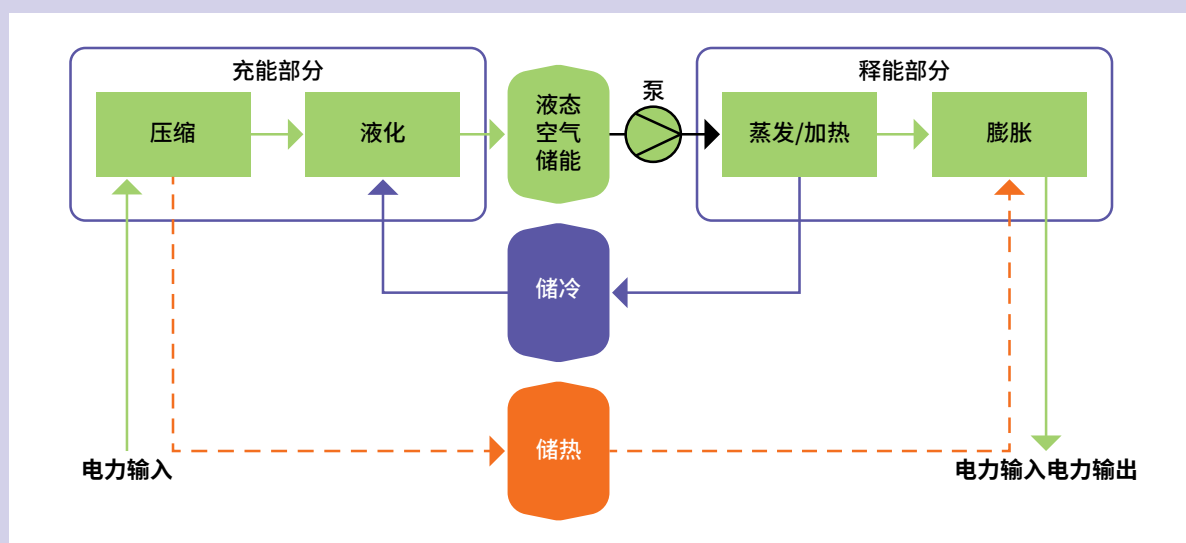 充能部分
压缩
液化
液态
空气
储能
泵
释能部分
蒸发/加热
膨胀
储冷
储热
电力输入
电力输入电力输出